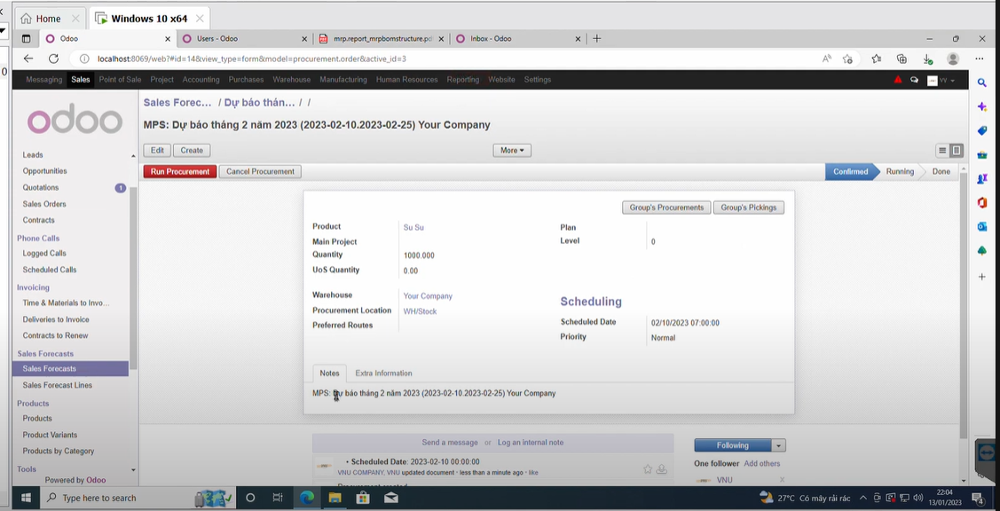 Home
Windows 10 x64
Odoo
Users - Odoo
mrp.report_mrpbomstructure.pd
Inbox - Odoo
localhost:8069/web?#id=14&view_type=form&model=procurement.order&active_id=3
0
Messaging Sales Point of Sale Project Accounting Purchases Warehouse Manufacturing Human Resources Reporting Website Settings
odoo
Sales Forec... / Dự báo thán... / /
MPS: Dự báo tháng 2 năm 2023 (2023-02-10.2023-02-25) Your Company
Edit Create More
Run Procurement Cancel Procurement Confirmed Running Done
Leads
Opportunities
Quotations 1
Sales Orders
Contracts
Phone Calls
Logged Calls
Scheduled Calls
Invoicing
Time & Materials to Invo...
Deliveries to Invoice
Contracts to Renew
Sales Forecasts
Sales Forecasts
Sales Forecast Lines
Products
Products
Product Variants
Products by Category
Tools
Powered by Odoo
Group's Procurements Group's Pickings
Product Su Su
Main Project
Quantity 1000.000
UoS Quantity 0.00
Plan
Level 0
Warehouse Your Company
Procurement Location WH/Stock
Preferred Routes
Scheduling
Scheduled Date 02/10/2023 07:00:00
Priority Normal
Notes Extra Information
MPS: Dự báo tháng 2 năm 2023 (2023-02-10.2023-02-25) Your Company
Send a message or Log an internal note
• Scheduled Date: 2023-02-10 00:00:00
VNU COMPANY, VNU updated document • less than a minute ago • like
Following
One follower Add others
VNU x
Type here to search
27°C Có mây rải rác
22:04
13/01/2023
4